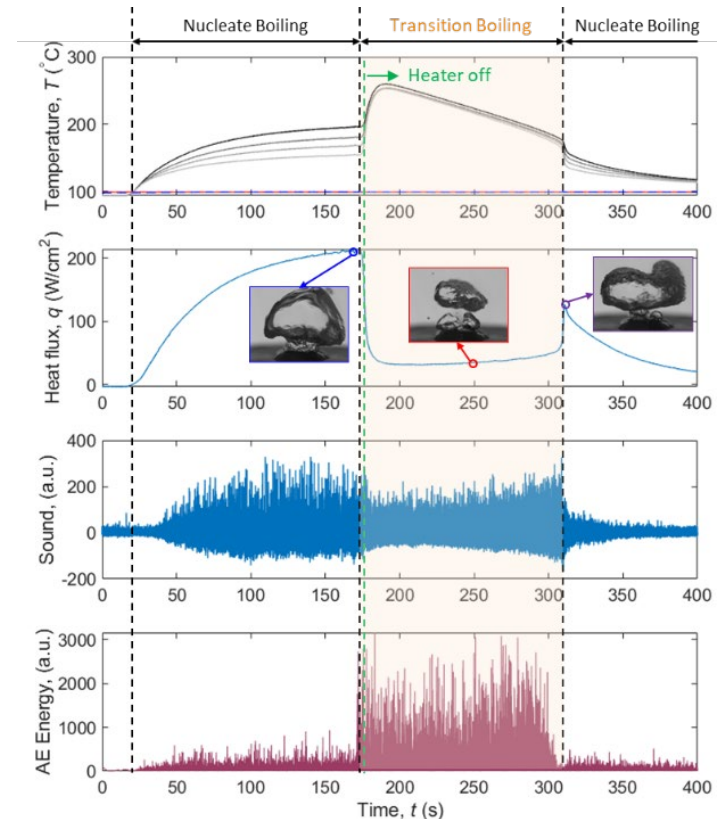 Nucleate Boiling Transition Boiling Nucleate Boiling
Heater off
Temperature, T (°C)
300
200
100
0 50 100 150 200 250 300 350 400
Heat flux, q (W/cm²)
200
100
0
0 50 100 150 200 250 300 350 400
Sound, (a.u.)
400
200
0
-200
0 50 100 150 200 250 300 350 400
AE Energy, (a.u.)
3000
2000
1000
0
0 50 100 150 200 250 300 350 400
Time, t (s)